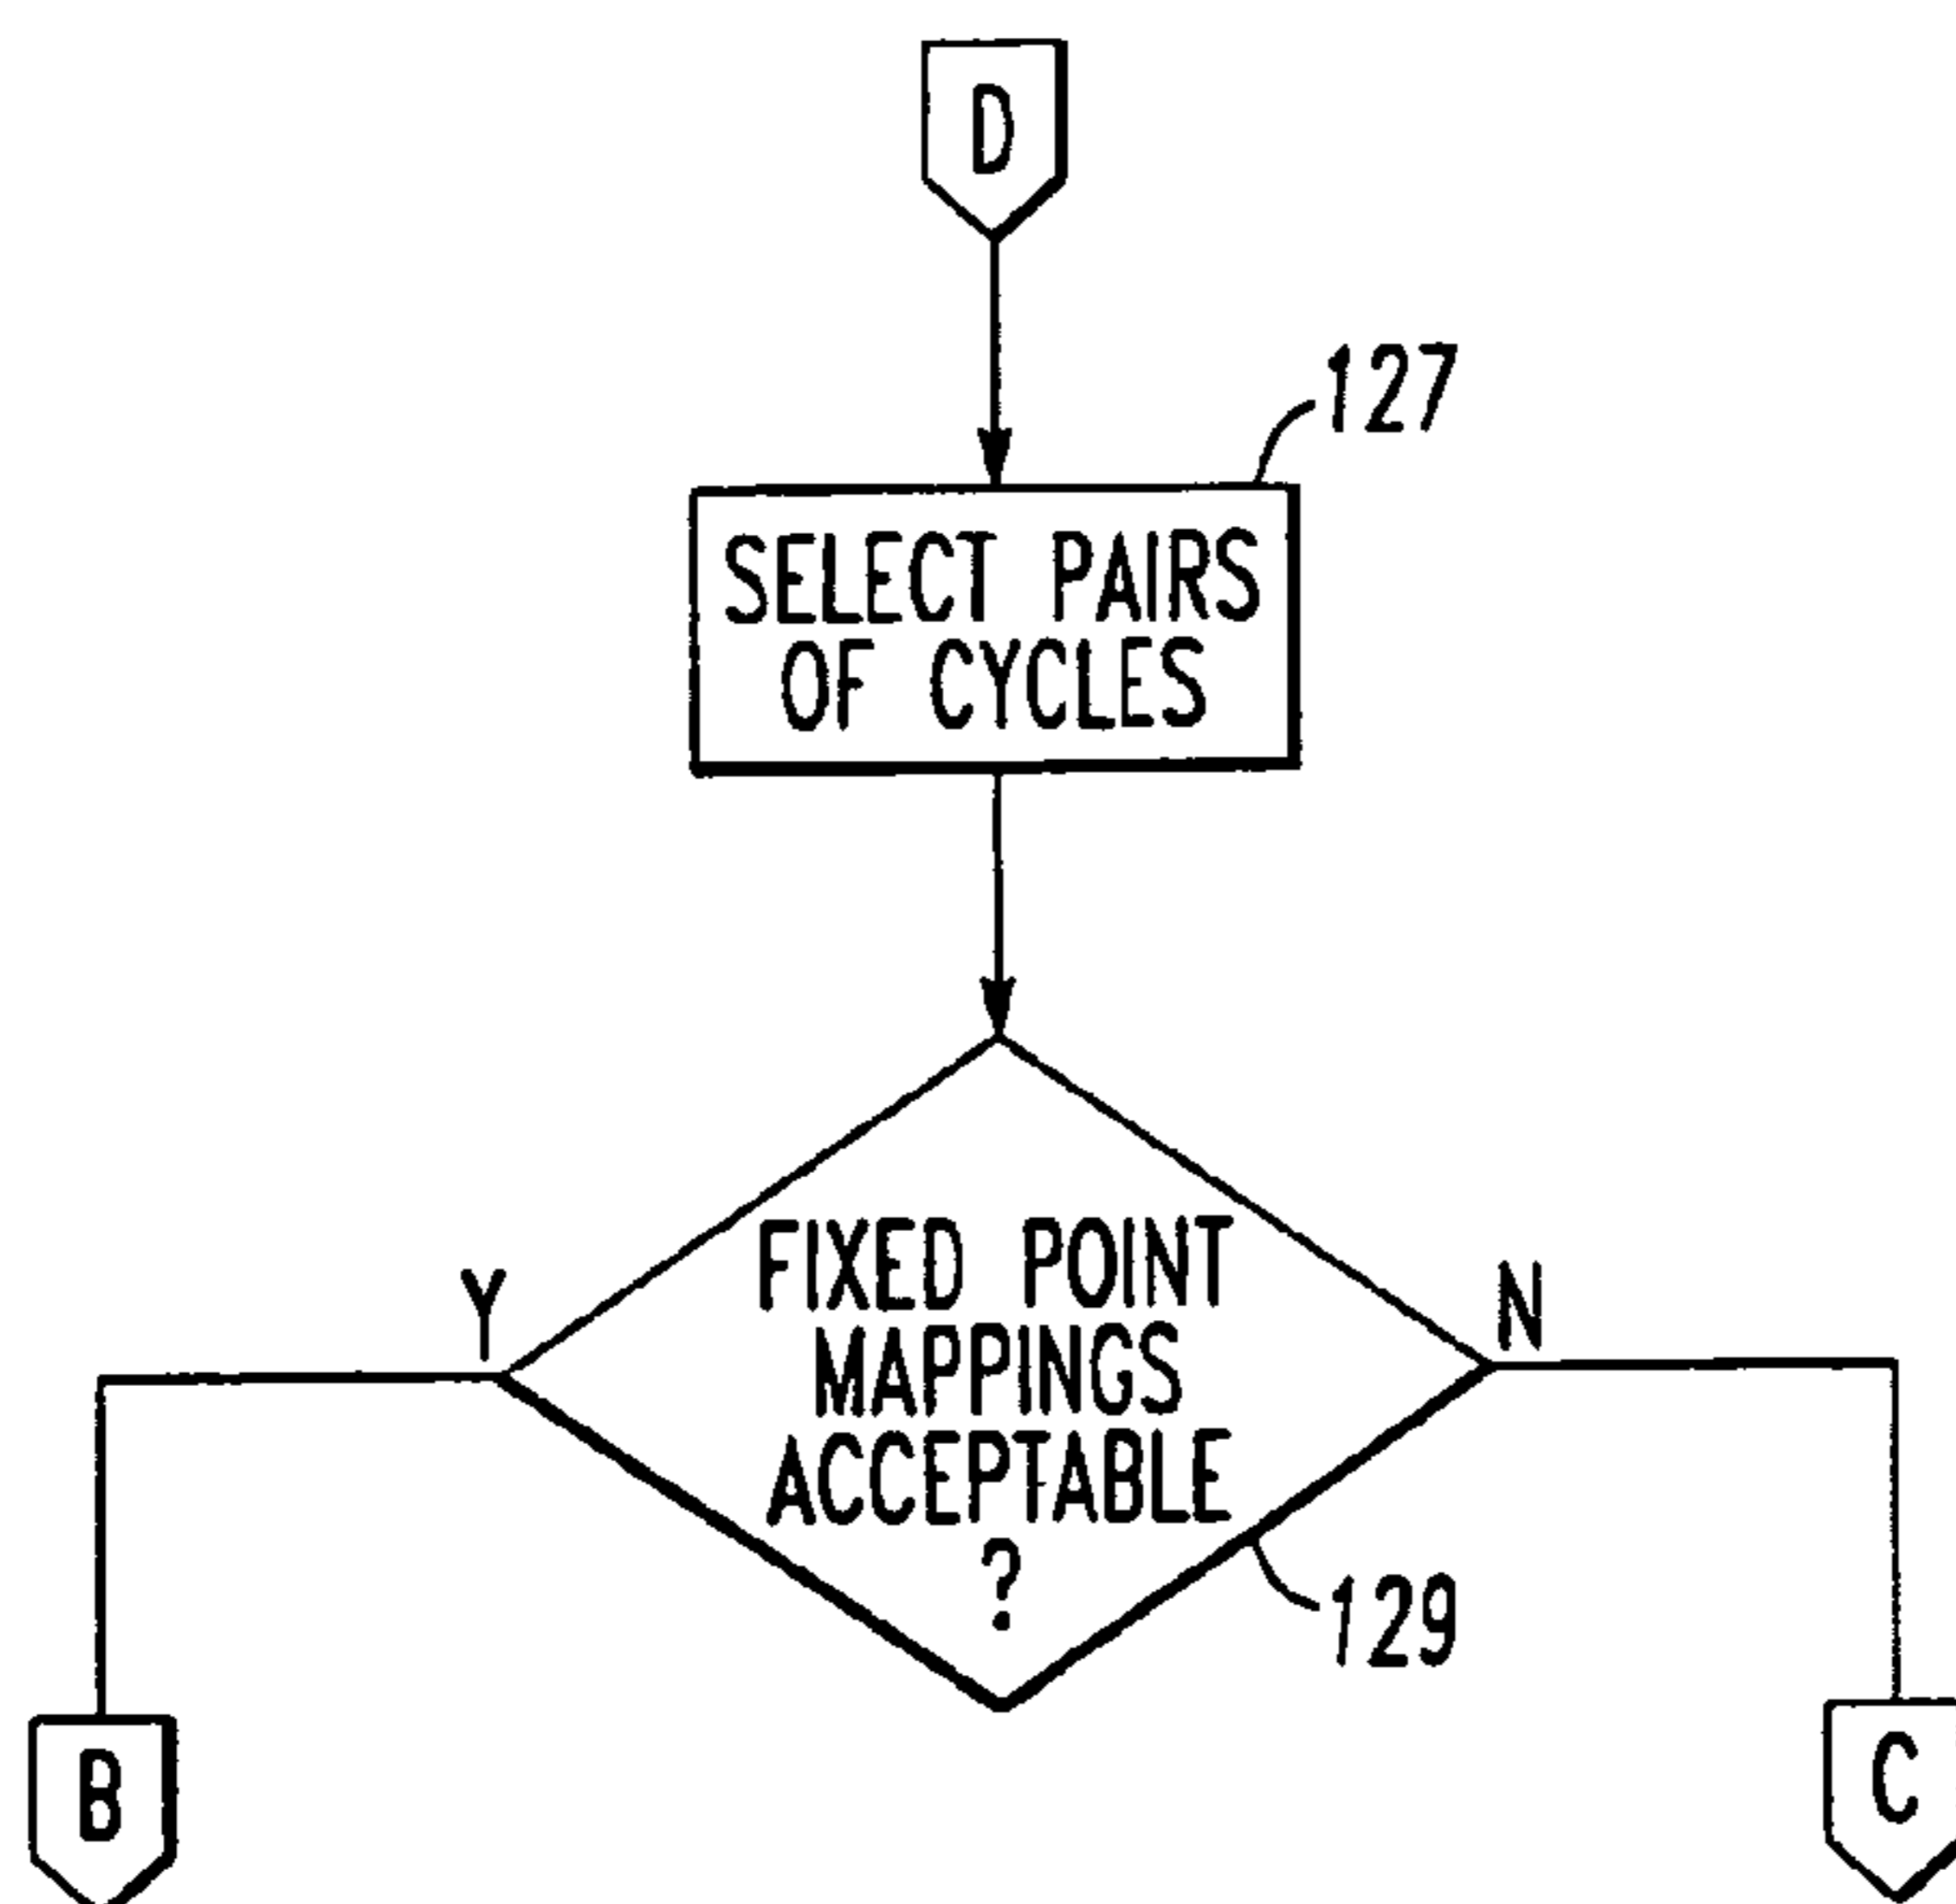 D
127
SELECT PAIRS
OF CYCLES
Y
N
FIXED POINT
MAPPINGS
ACCEPTABLE
?
129
B
C